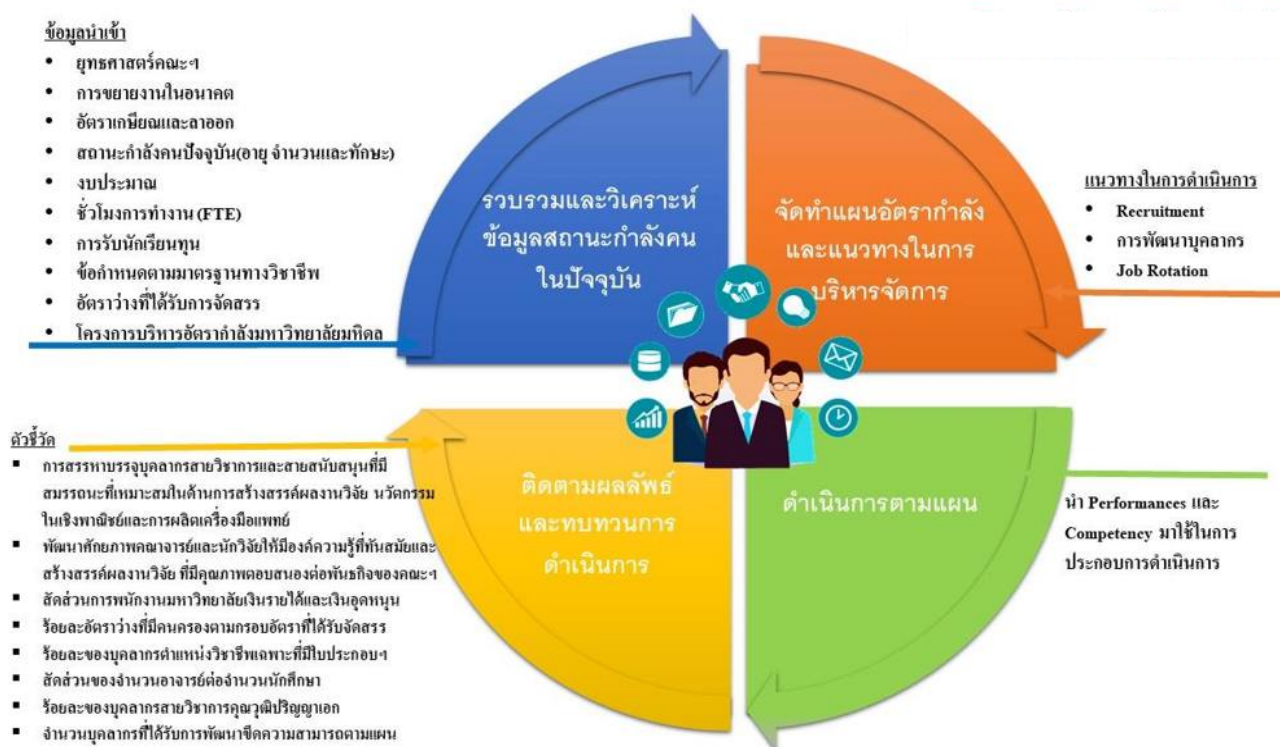 ข้อมูลนำเข้า
• ยุทธศาสตร์คณะฯ
• การขยายงานในอนาคต
• อัตราเกษียณและลาออก
• สถานะกำลังคนปัจจุบัน(อายุ จำนวนและทักษะ)
• งบประมาณ
• ชั่วโมงการทำงาน (FTE)
• การรับนักเรียนทุน
• ข้อกำหนดตามมาตรฐานทางวิชาชีพ
• อัตราว่างที่ได้รับการจัดสรร
• โครงการบริหารอัตรากำลังมหาวิทยาลัยมหิดล
รวบรวมและวิเคราะห์
ข้อมูลสถานะกำลังคน
ในปัจจุบัน
จัดทำแผนอัตรากำลัง
และแนวทางในการ
บริหารจัดการ
แนวทางในการดำเนินการ
• Recruitment
• การพัฒนาบุคลากร
• Job Rotation
ตัวชี้วัด
▪ การสรรหาบรรจุบุคลากรสายวิชาการและสายสนับสนุนที่มี
สมรรถนะที่เหมาะสมในด้านการสร้างสรรค์ผลงานวิจัย นวัตกรรม
ในเชิงพาณิชย์และการผลิตเครื่องมือแพทย์
▪ พัฒนาศักยภาพคณาจารย์และนักวิจัยให้มีองค์ความรู้ที่ทันสมัยและ
สร้างสรรค์ผลงานวิจัย ที่มีคุณภาพตอบสนองต่อพันธกิจของคณะฯ
▪ สัดส่วนการพนักงานมหาวิทยาลัยเงินรายได้และเงินอุดหนุน
▪ ร้อยละอัตราว่างที่มีคนครองตามกรอบอัตราที่ได้รับจัดสรร
▪ ร้อยละของบุคลากรตำแหน่งวิชาชีพเฉพาะที่มีใบประกอบฯ
▪ สัดส่วนของจำนวนอาจารย์ต่อจำนวนนักศึกษา
▪ ร้อยละของบุคลากรสายวิชาการคุณวุฒิปริญญาเอก
▪ จำนวนบุคลากรที่ได้รับการพัฒนาขีดความสามารถตามแผน
ติดตามผลลัพธ์
และทบทวนการ
ดำเนินการ
ดำเนินการตามแผน
นำ Performances และ
Competency มาใช้ในการ
ประกอบการดำเนินการ